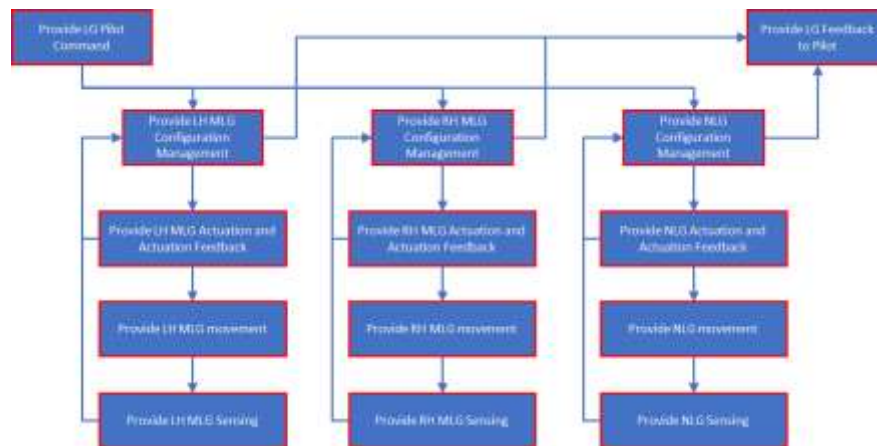 Provide LG Pilot
Command
Provide LG Feedback
to Pilot
Provide LH MLG
Configuration
Management
Provide RH MLG
Configuration
Management
Provide NLG
Configuration
Management
Provide LH MLG Actuation and
Actuation Feedback
Provide RH MLG Actuation and
Actuation Feedback
Provide NLG Actuation and
Actuation Feedback
Provide LH MLG movement
Provide RH MLG movement
Provide NLG movement
Provide LH MLG Sensing
Provide RH MLG Sensing
Provide NLG Sensing